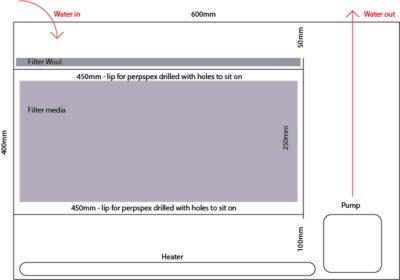 Water in
600mm
Water out
50mm
Filter Wool
450mm - lip for perpspex drilled with holes to sit on
Filter media
400mm
250mm
450mm - lip for perpspex drilled with holes to sit on
Pump
100mm
Heater